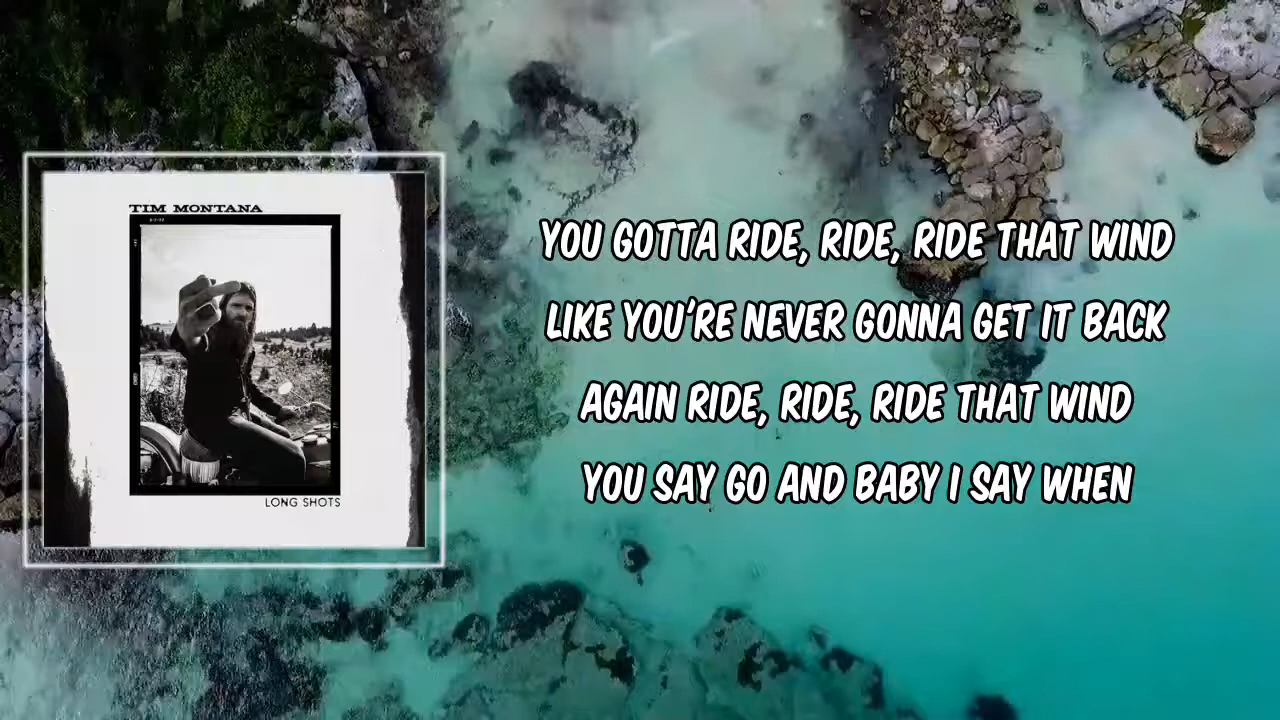 TIM MONTANA
LONG SHOTS
YOU GOTTA RIDE, RIDE, RIDE THAT WIND
LIKE YOU'RE NEVER GONNA GET IT BACK
AGAIN RIDE, RIDE, RIDE THAT WIND
YOU SAY GO AND BABY I SAY WHEN